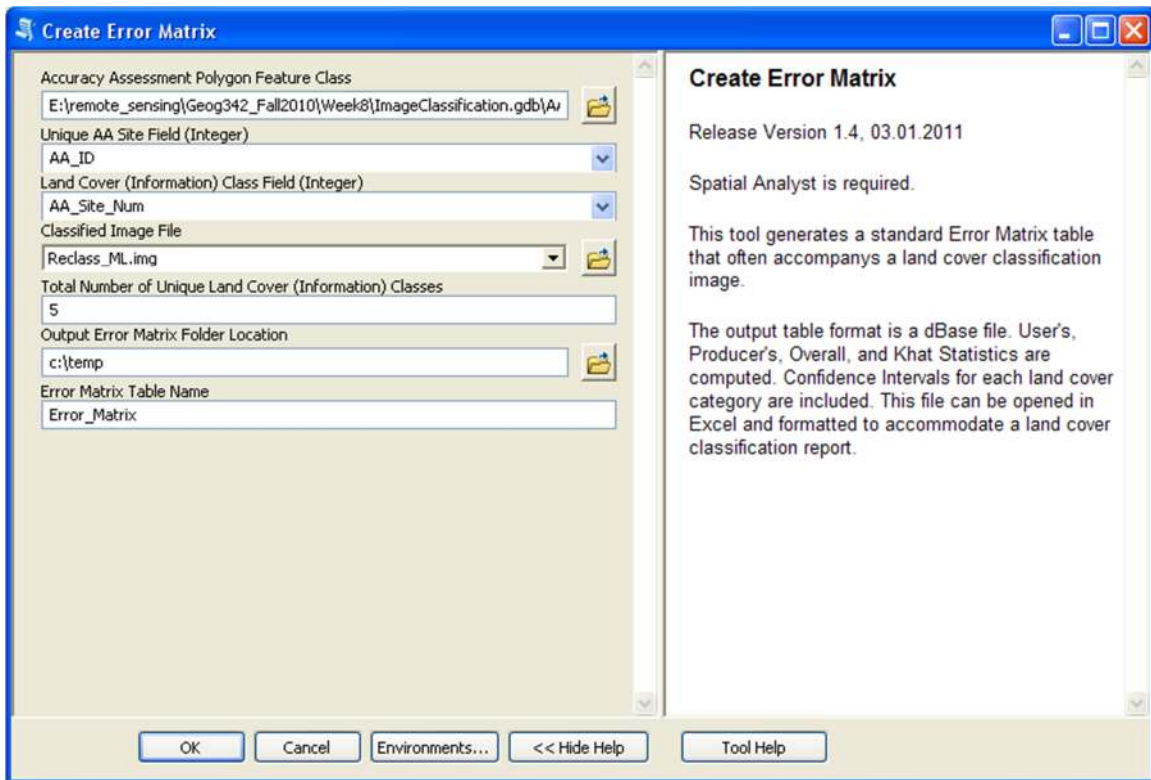 Create Error Matrix
Accuracy Assessment Polygon Feature Class
E:\remote_sensing\Geog342_Fall2010\Week8\ImageClassification.gdb\A
Unique AA Site Field (Integer)
AA_ID
Land Cover (Information) Class Field (Integer)
AA_Site_Num
Classified Image File
Reclass_ML.img
Total Number of Unique Land Cover (Information) Classes
5
Output Error Matrix Folder Location
c:\temp
Error Matrix Table Name
Error_Matrix
Create Error Matrix
Release Version 1.4, 03.01.2011
Spatial Analyst is required.
This tool generates a standard Error Matrix table
that often accompanys a land cover classification
image.
The output table format is a dBase file. User's,
Producer's, Overall, and Khat Statistics are
computed. Confidence Intervals for each land cover
category are included. This file can be opened in
Excel and formatted to accommodate a land cover
classification report.
OK
Cancel
Environments...
<< Hide Help
Tool Help